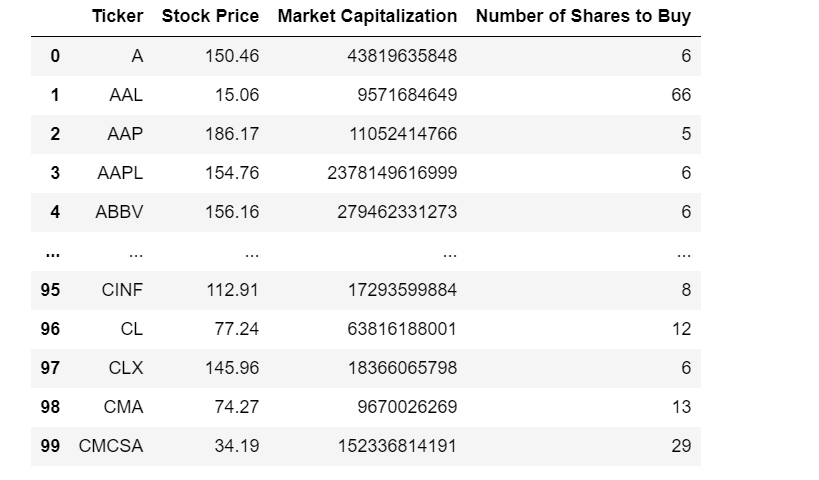 Ticker Stock Price Market Capitalization Number of Shares to Buy
0 A 150.46 43819635848 6
1 AAL 15.06 9571684649 66
2 AAP 186.17 11052414766 5
3 AAPL 154.76 2378149616999 6
4 ABBV 156.16 279462331273 6
... ... ... ... ...
95 CINF 112.91 17293599884 8
96 CL 77.24 63816188001 12
97 CLX 145.96 18366065798 6
98 CMA 74.27 9670026269 13
99 CMCSA 34.19 152336814191 29